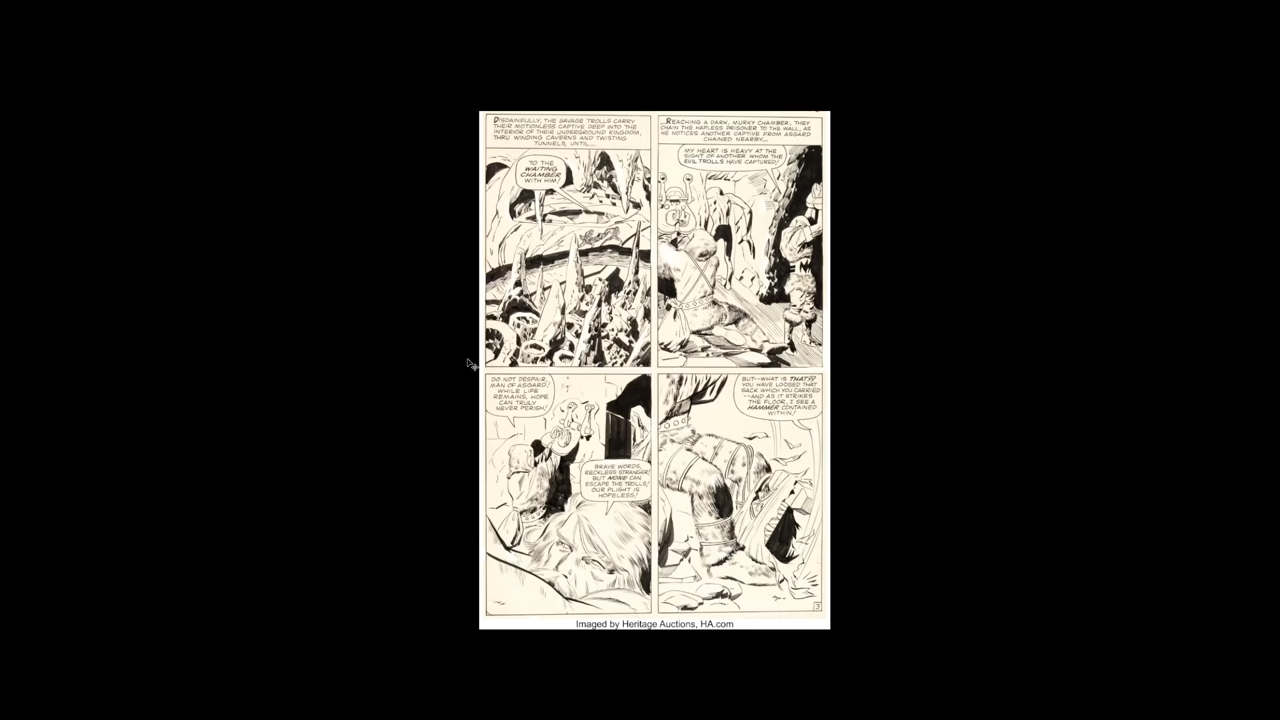 DISDAINFULLY, THE SAVAGE TROLLS CARRY
THEIR MOTIONLESS CAPTIVE DEEP INTO THE
INTERIOR OF THEIR UNDERGROUND KINGDOM,
THRU WINDING CAVERNS AND TWISTING
TUNNELS, UNTIL...
TO THE
WAITING
CHAMBER
WITH HIM!
...REACHING A DARK, MURKY CHAMBER, THEY
CHAIN THE HAPLESS PRISONER TO THE WALL, AS
HE NOTICES ANOTHER CAPTIVE FROM ASGARD
CHAINED NEARBY...
MY HEART IS HEAVY AT THE
SIGHT OF ANOTHER WHOM THE
EVIL TROLLS HAVE CAPTURED!
DO NOT DESPAIR,
MAN OF ASGARD!
WHILE LIFE
REMAINS, HOPE
CAN TRULY
NEVER PERISH!
BRAVE WORDS,
RECKLESS STRANGER!
BUT NONE CAN
ESCAPE THE TROLLS!
OUR PLIGHT IS
HOPELESS!
BUT--WHAT IS THAT??
YOU HAVE LOOSED THAT
SACK WHICH YOU CARRIED
--AND AS IT STRIKES
THE FLOOR, I SEE A
HAMMER CONTAINED
WITHIN!
3
Imaged by Heritage Auctions, HA.com